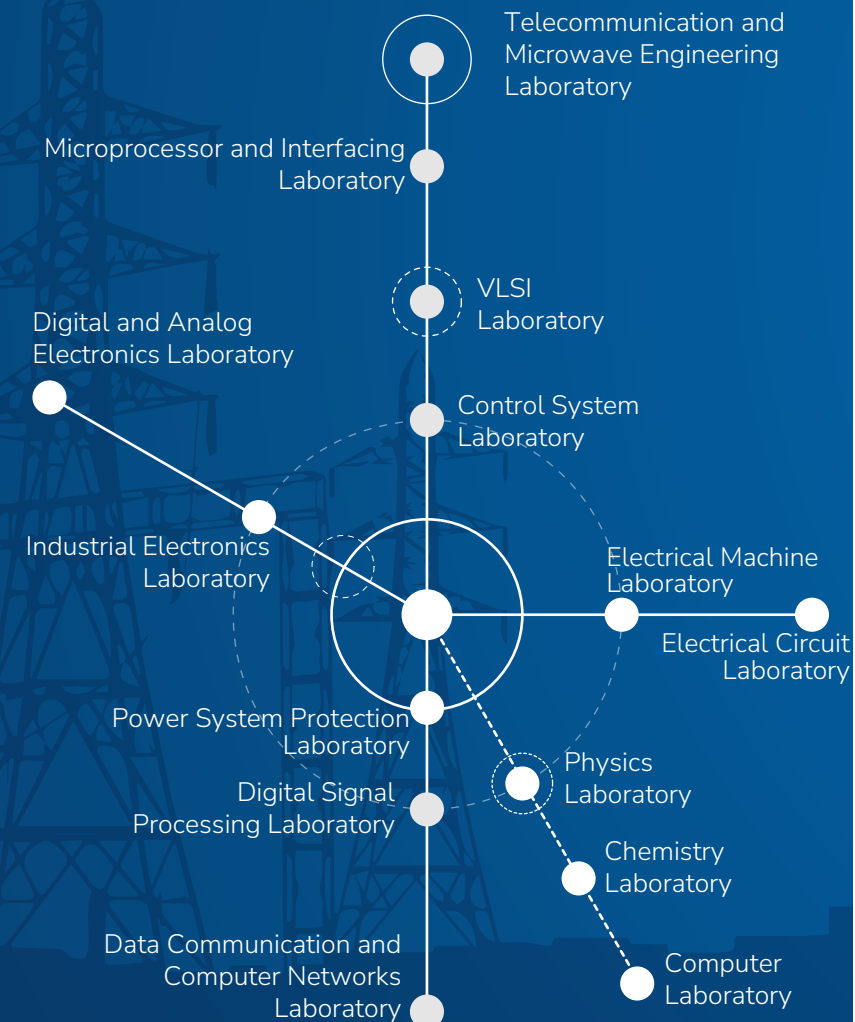 Telecommunication and
Microwave Engineering
Laboratory
Microprocessor and Interfacing
Laboratory
VLSI
Laboratory
Digital and Analog
Electronics Laboratory
Control System
Laboratory
Industrial Electronics
Laboratory
Electrical Machine
Laboratory
Electrical Circuit
Laboratory
Power System Protection
Laboratory
Physics
Laboratory
Digital Signal
Processing Laboratory
Chemistry
Laboratory
Data Communication and
Computer Networks
Laboratory
Computer
Laboratory